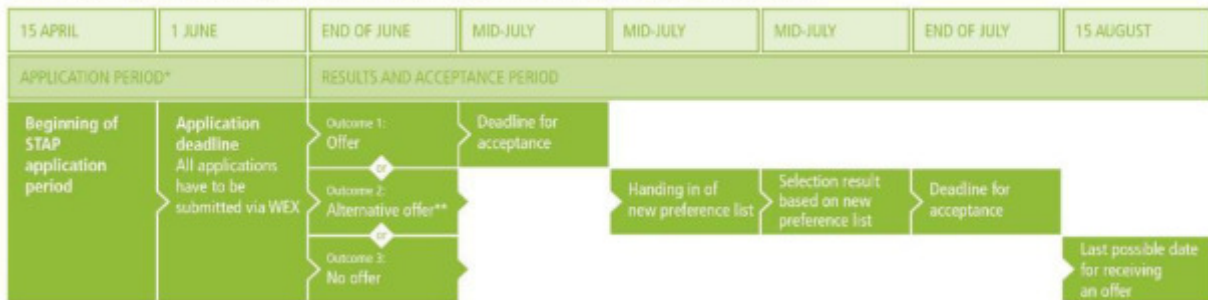 15 APRIL
1 JUNE
END OF JUNE
MID-JULY
MID-JULY
MID-JULY
END OF JULY
15 AUGUST
APPLICATION PERIOD*
RESULTS AND ACCEPTANCE PERIOD
Beginning of
STAP
application
period
Application
deadline
All applications
have to be
submitted via WEX
Outcome 1:
Offer
or
Outcome 2:
Alternative offer**
or
Outcome 3:
No offer
Deadline for
acceptance
Handing in of
new preference list
Selection result
based on new
preference list
Deadline for
acceptance
Last possible date
for receiving
an offer